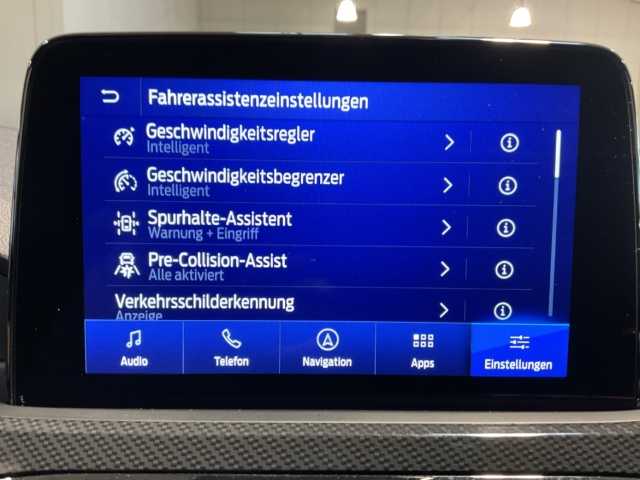 Fahrerassistenzeinstellungen
Geschwindigkeitsregler
Intelligent
Geschwindigkeitsbegrenzer
Intelligent
Spurhalte-Assistent
Warnung + Eingriff
Pre-Collision-Assist
Alle aktiviert
Verkehrsschilderkennung
Anzeige
Audio
Telefon
Navigation
Apps
Einstellungen